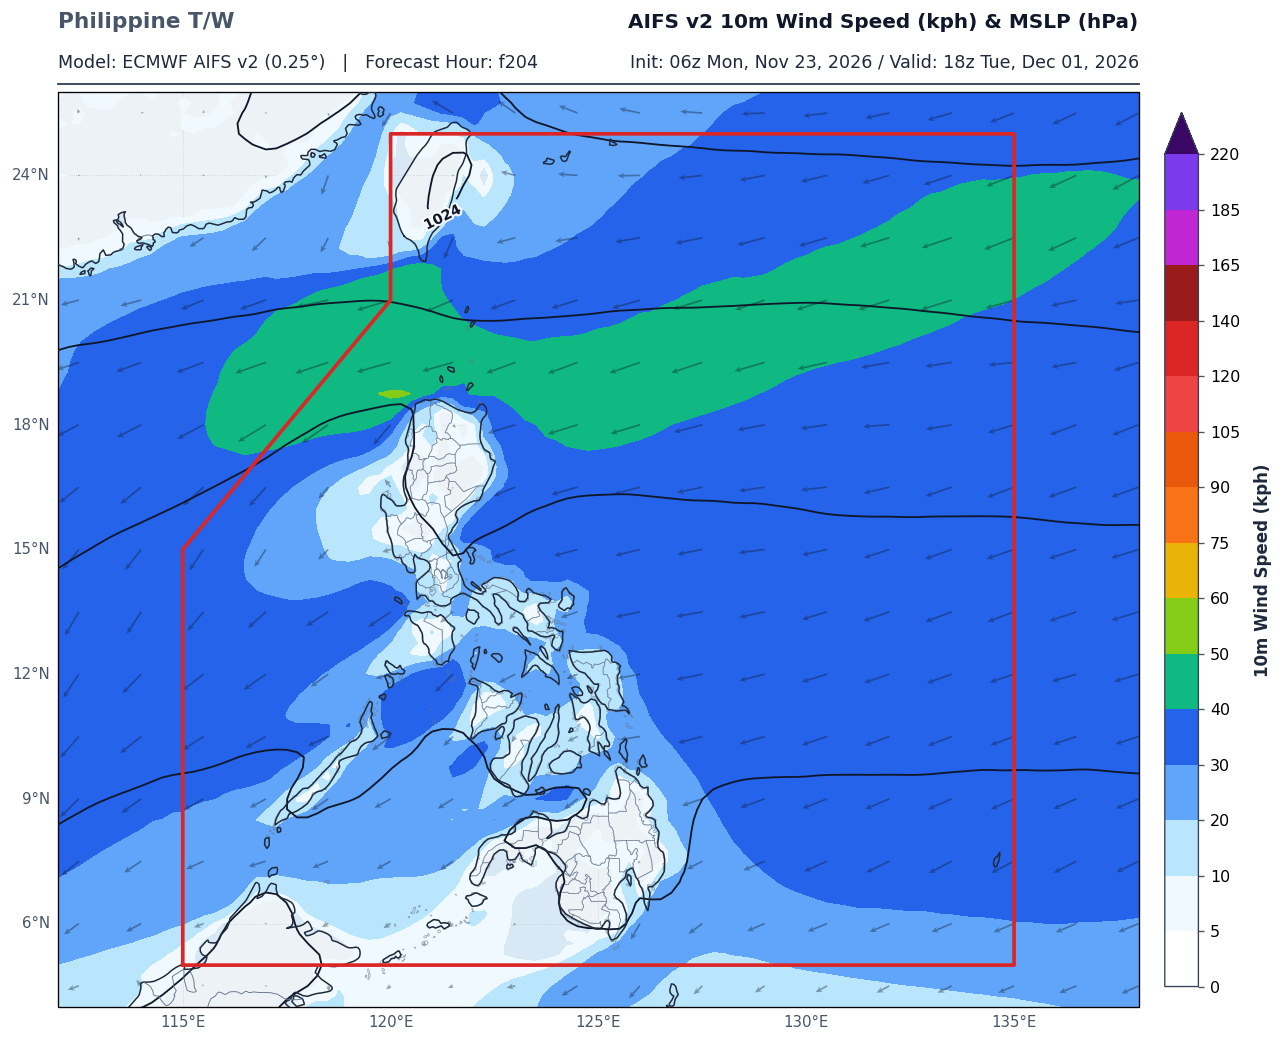 Philippine T/W
AIFS v2 10m Wind Speed (kph) & MSLP (hPa)
Model: ECMWF AIFS v2 (0.25°) | Forecast Hour: f204
Init: 06z Mon, Nov 23, 2026 / Valid: 18z Tue, Dec 01, 2026
24°N
21°N
18°N
15°N
12°N
9°N
6°N
1024
115°E
120°E
125°E
130°E
135°E
220
185
165
140
120
105
90
75
60
50
40
30
20
10
5
0
10m Wind Speed (kph)